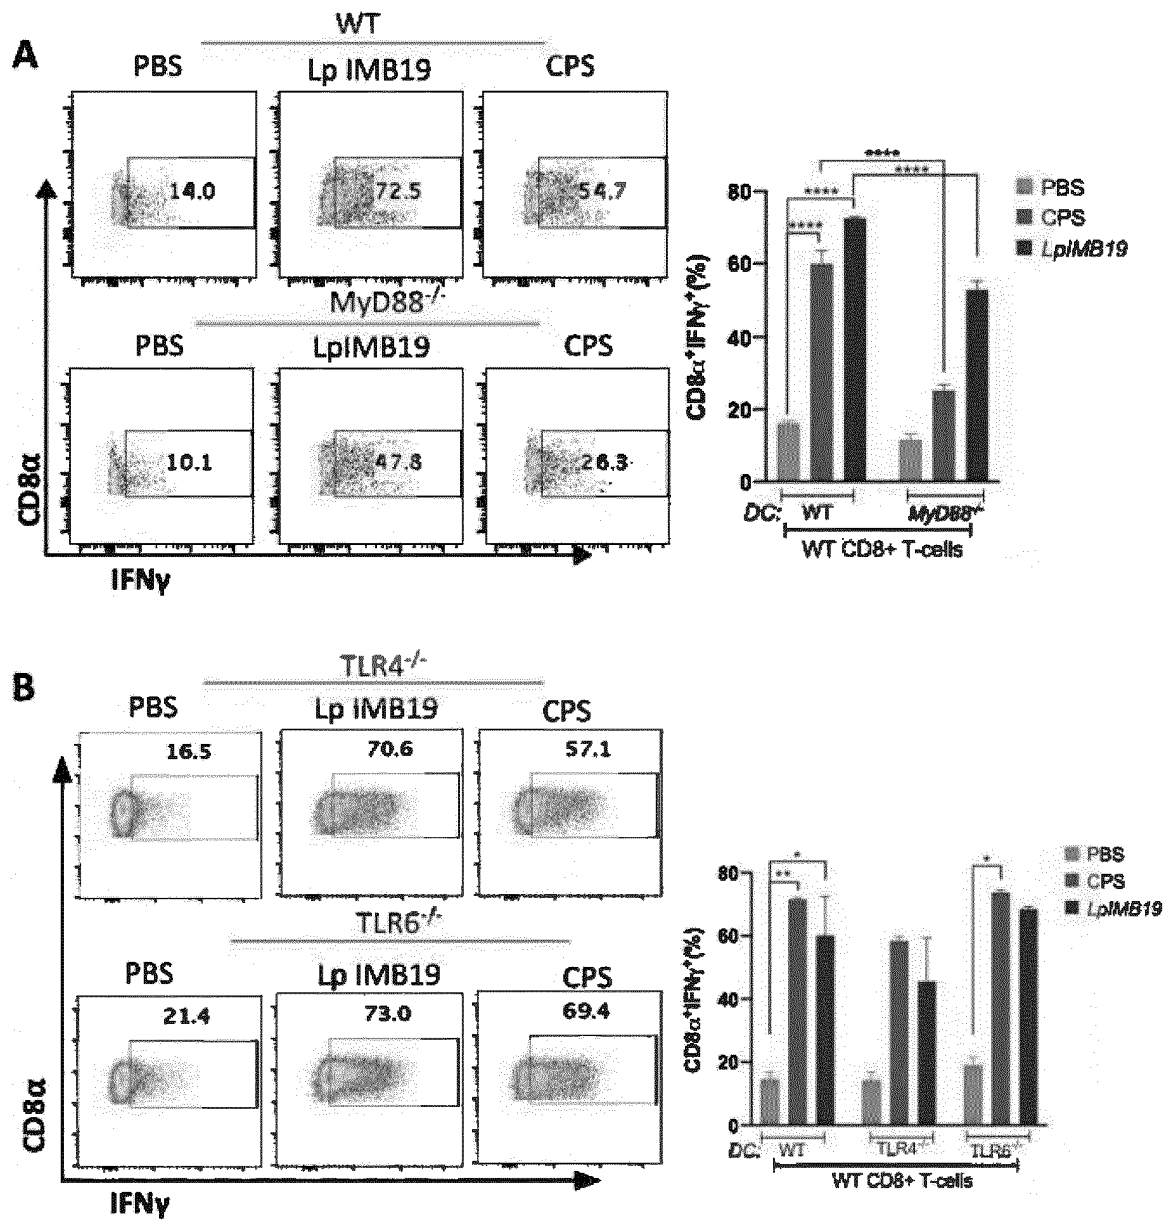 A
WT
PBS Lp IMB19 CPS
14.0 72.5 54.7
MyD88-/-
PBS LpIMB19 CPS
10.1 47.8 26.3
CD8α
IFNγ
**** ****
**** ****
PBS
CPS
LpIMB19
CD8α+IFNγ+(%)
80
60
40
20
0
DC: WT MyD88-/-
WT CD8+ T-cells
B
TLR4-/-
PBS Lp IMB19 CPS
16.5 70.6 57.1
TLR6-/-
PBS Lp IMB19 CPS
21.4 73.0 69.4
CD8α
IFNγ
* ** *
PBS
CPS
LpIMB19
CD8α+IFNγ+(%)
80
60
40
20
0
DC: WT TLR4-/- TLR6-/-
WT CD8+ T-cells